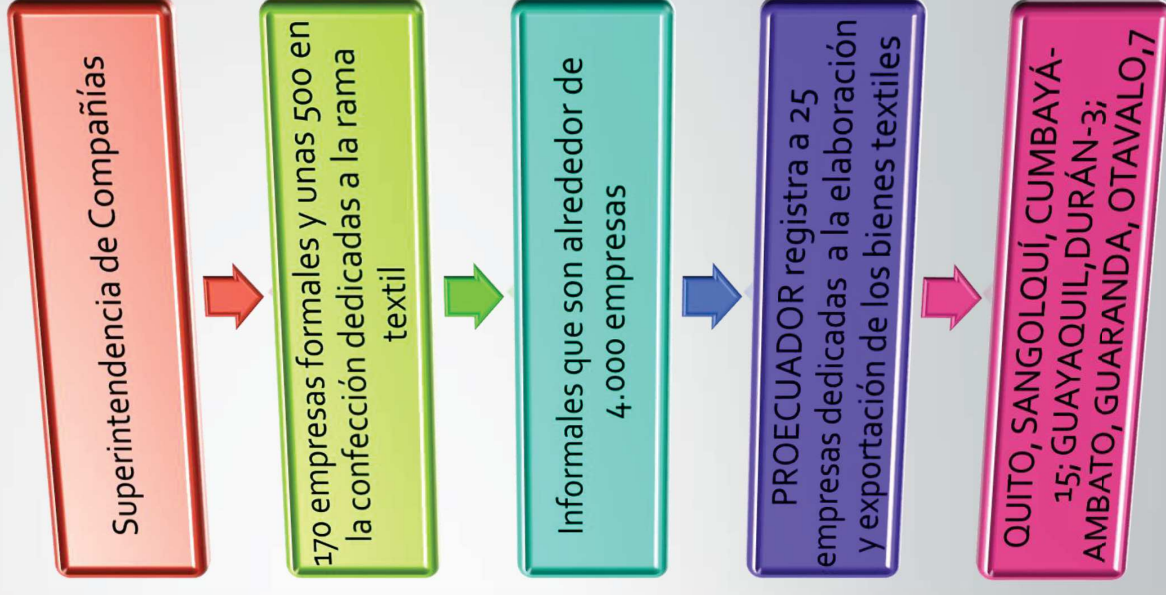 Superintendencia de Compañías
170 empresas formales y unas 500 en
la confección dedicadas a la rama
textil
Informales que son alrededor de
4.000 empresas
PROECUADOR registra a 25
empresas dedicadas a la elaboración
y exportación de los bienes textiles
QUITO, SANGOLQUÍ, CUMBAYÁ-
15; GUAYAQUIL,DURÁN-3;
AMBATO, GUARANDA, OTAVALO,7